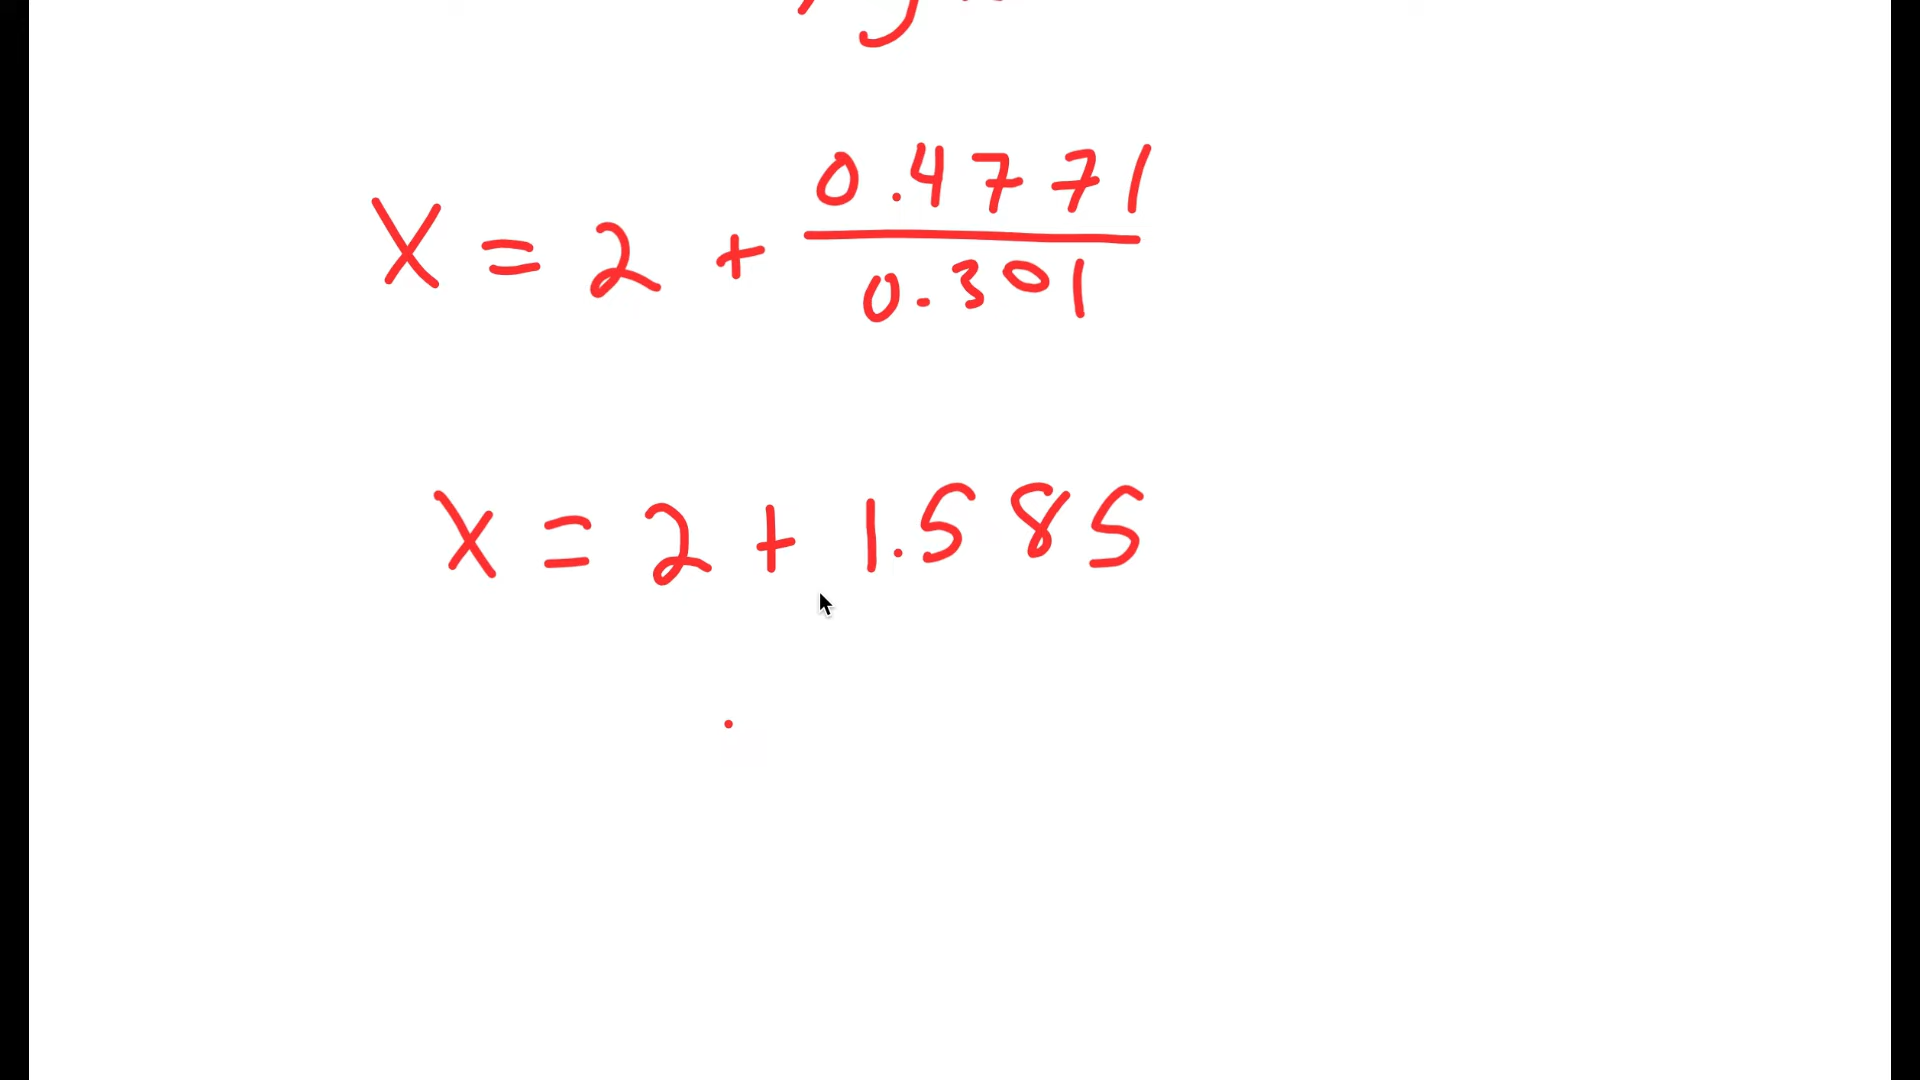 X = 2 + 0.4771 / 0.301
X = 2 + 1.585